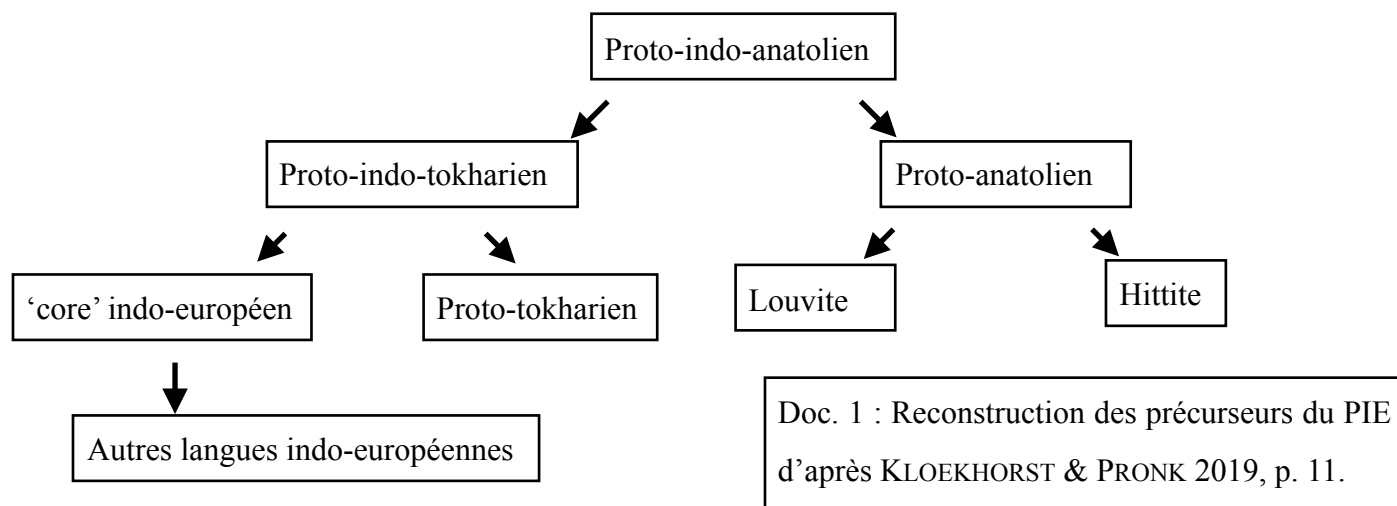 Proto-indo-anatolien
Proto-indo-tokharien
Proto-anatolien
‘core’ indo-européen
Proto-tokharien
Louvite
Hittite
Autres langues indo-européennes
Doc. 1 : Reconstruction des précurseurs du PIE
d’après KLOEKHORST & PRONK 2019, p. 11.